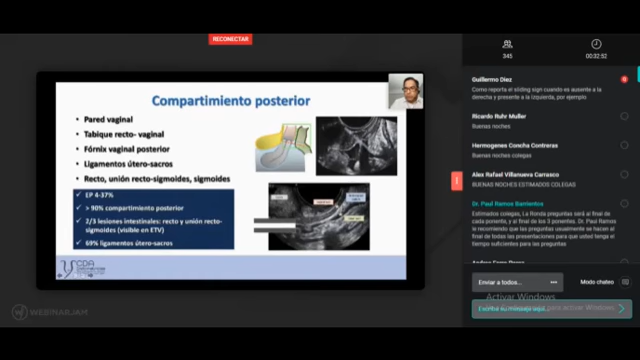 RECONECTAR
Compartimiento posterior
• Pared vaginal
• Tabique recto- vaginal
• Fórnix vaginal posterior
• Ligamentos útero-sacros
• Recto, unión recto-sigmoides, sigmoides
✓ EP 4-37%
✓ > 90% compartimiento posterior
✓ 2/3 lesiones intestinales: recto y unión recto-
sigmoides (visible en ETV)
✓ 69% ligamentos útero-sacros
CDA
WEBINARJAM
345
00:32:52
Guillermo Diez
Como reporta el sliding sign cuando es ausente a la
derecha y presente a la izquierda, por ejemplo
Ricardo Ruhr Muller
Buenas noches
Hermogenes Concha Contreras
Buenas noches colegas
Alex Rafael Villanueva Carrasco
BUENAS NOCHES ESTIMADOS COLEGAS
Dr. Paul Ramos Barrientos
Estimados colegas, La Ronda preguntas será al final de
cada ponente, y al final de los 3 ponentes. Dr. Paul Ramos
le recomiendo que las preguntas usualmente se hacen al
final de todas las presentaciones para que usted tenga el
tiempo suficiente para las preguntas
Enviar a todos...
Modo chateo
Activar Windows
para activar Windows.